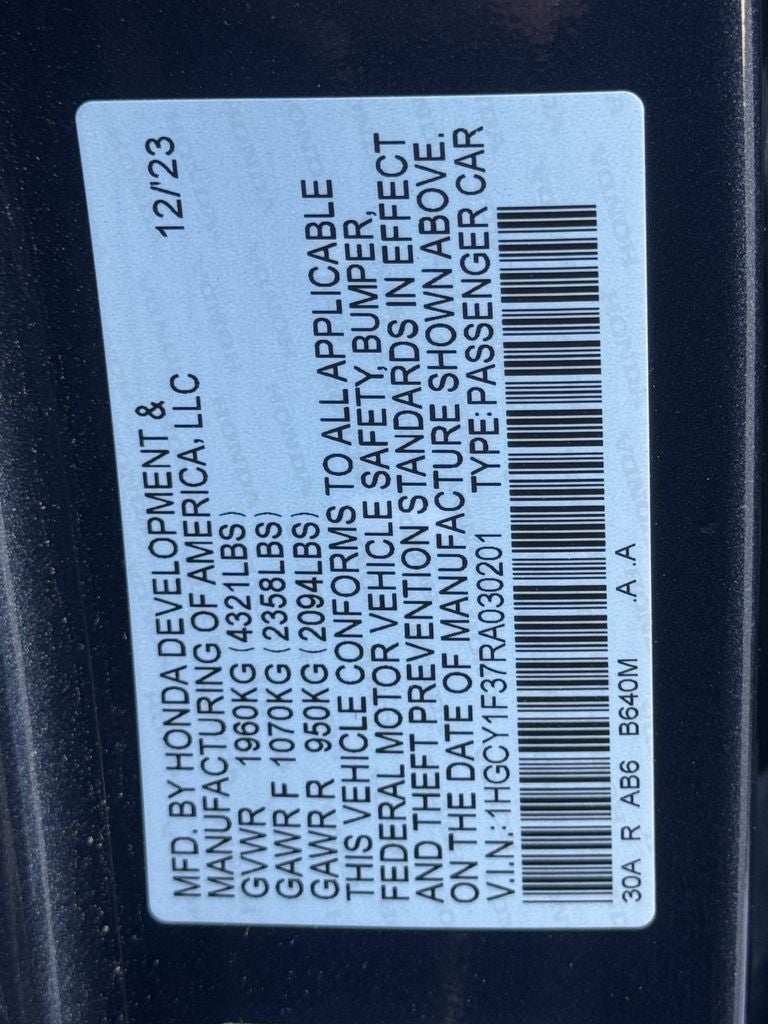 MFD. BY HONDA DEVELOPMENT &
MANUFACTURING OF AMERICA, LLC 12/'23
GVWR 1960KG (4321LBS)
GAWR F 1070KG (2358LBS)
GAWR R 950KG (2094LBS)
THIS VEHICLE CONFORMS TO ALL APPLICABLE
FEDERAL MOTOR VEHICLE SAFETY, BUMPER,
AND THEFT PREVENTION STANDARDS IN EFFECT
ON THE DATE OF MANUFACTURE SHOWN ABOVE.
V.I.N.: 1HGCY1F37RA030201 TYPE: PASSENGER CAR
30A R AB6 B640M .A .A